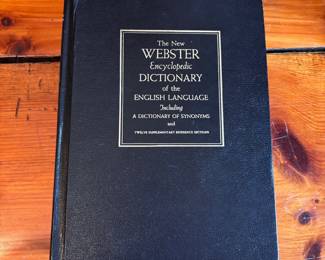 The New
WEBSTER
Encyclopedic
DICTIONARY
of the
ENGLISH LANGUAGE
Including
A DICTIONARY OF SYNONYMS
and
TWELVE SUPPLEMENTARY REFERENCE SECTIONS